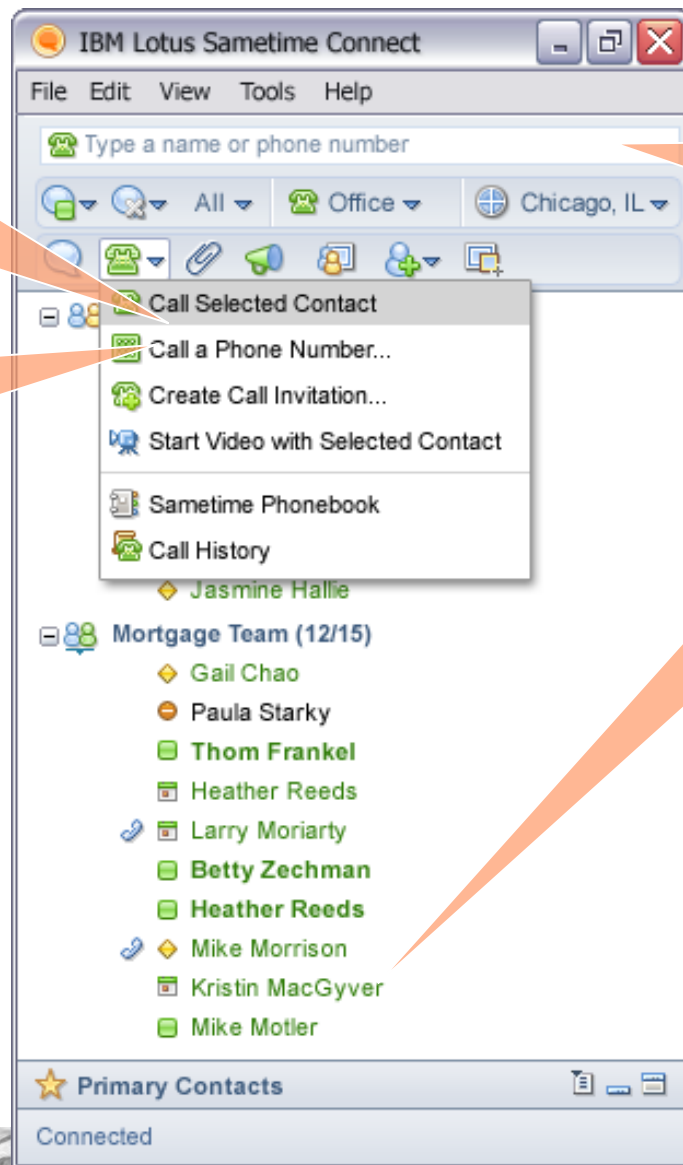 IBM Lotus Sametime Connect
File Edit View Tools Help
Type a name or phone number
All Office Chicago, IL
Call Selected Contact
Call a Phone Number...
Create Call Invitation...
Start Video with Selected Contact
Sametime Phonebook
Call History
Jasmine Hallie
Mortgage Team (12/15)
Gail Chao
Paula Starky
Thom Frankel
Heather Reeds
Larry Moriarty
Betty Zechman
Heather Reeds
Mike Morrison
Kristin MacGyver
Mike Motler
Primary Contacts
Connected